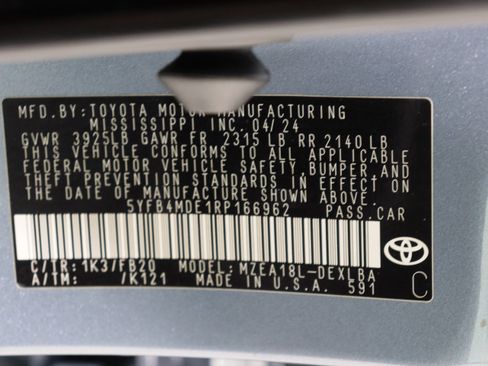 MFD.BY:TOYOTA MOTOR MANUFACTURING
MISSISSIPPI INC. 04/24
GVWR 3925LB GAWR FR 2315 LB RR 2140 LB
THIS VEHICLE CONFORMS TO ALL APPLICABLE
FEDERAL MOTOR VEHICLE SAFETY, BUMPER AND
THEFT PREVENTION STANDARDS IN EFFECT ON
THE DATE OF MANUFACTURE SHOWN ABOVE.
5YFB4MDE1RP166962 PASS.CAR
C/TR:1K3/FB20 MODEL:MZEA18L-DEXLBA
A/TM: /K121 MADE IN U.S.A. 591
C